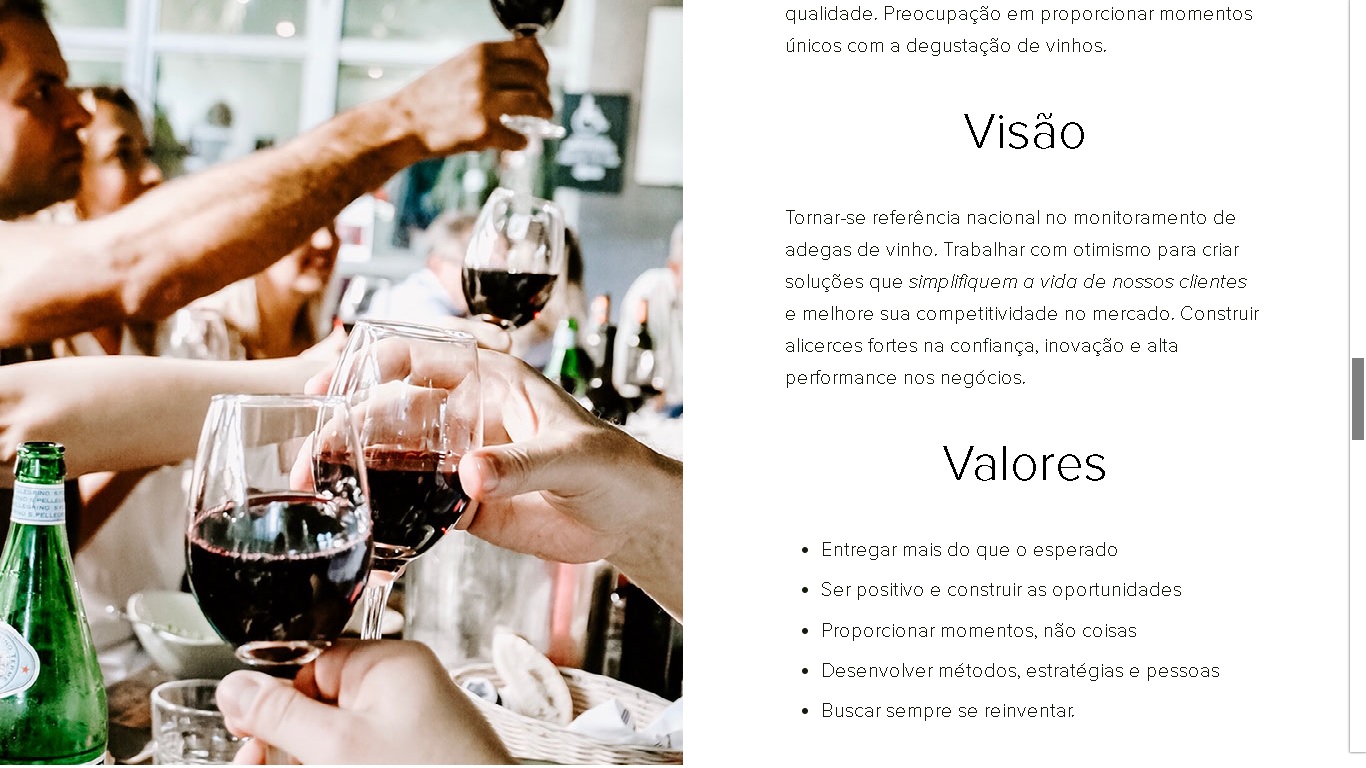 qualidade. Preocupação em proporcionar momentos
únicos com a degustação de vinhos.
Visão
Tornar-se referência nacional no monitoramento de
adegas de vinho. Trabalhar com otimismo para criar
soluções que simplifiquem a vida de nossos clientes
e melhore sua competitividade no mercado. Construir
alicerces fortes na confiança, inovação e alta
performance nos negócios.
Valores
Entregar mais do que o esperado
Ser positivo e construir as oportunidades
Proporcionar momentos, não coisas
Desenvolver métodos, estratégias e pessoas
Buscar sempre se reinventar.
S. PELLEGRINO